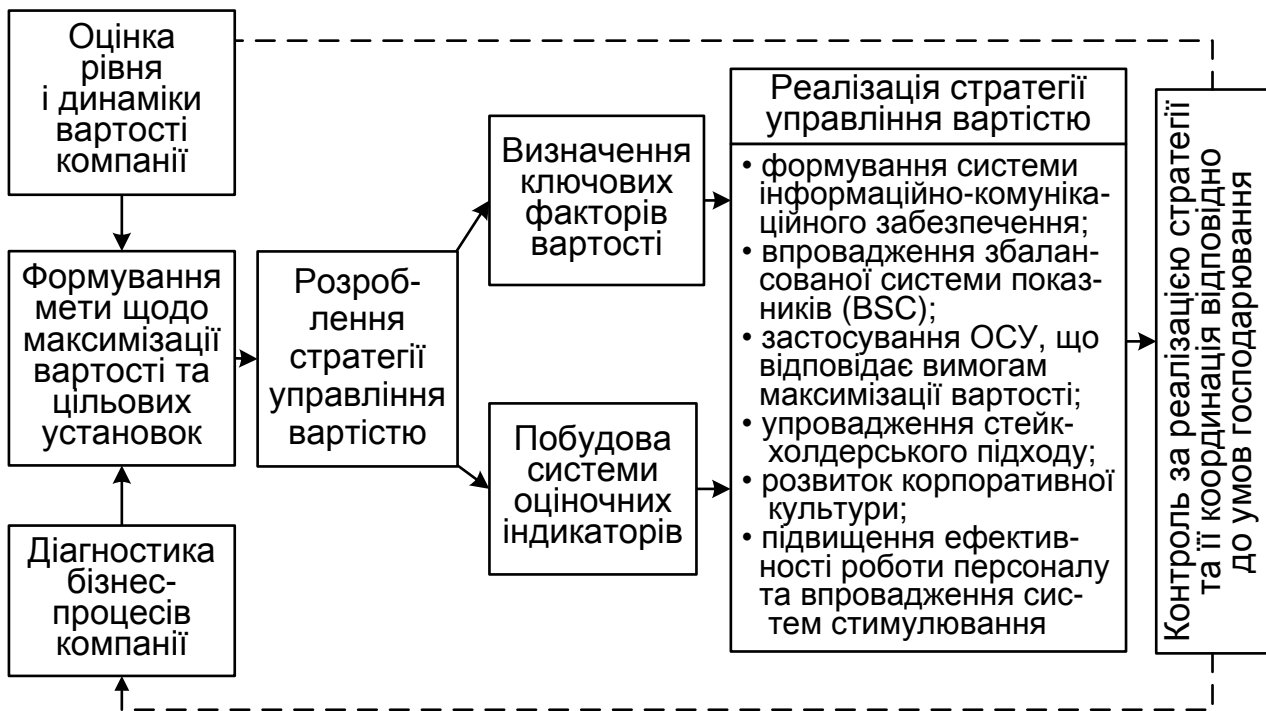 Оцінка
рівня
і динаміки
вартості
компанії
Формування
мети щодо
максимізації
вартості та
цільових
установок
Діагностика
бізнес-
процесів
компанії
Розроб-
лення
стратегії
управління
вартістю
Визначення
ключових
факторів
вартості
Побудова
системи
оціночних
індикаторів
Реалізація стратегії
управління вартістю
• формування системи
інформаційно-комуніка-
ційного забезпечення;
• впровадження збалан-
сованої системи показ-
ників (BSC);
• застосування ОСУ, що
відповідає вимогам
максимізації вартості;
• упровадження стейк-
холдерського підходу;
• розвиток корпоративної
культури;
• підвищення ефектив-
ності роботи персоналу
та впровадження сис-
тем стимулювання
Контроль за реалізацією стратегії
та її координація відповідно
до умов господарювання